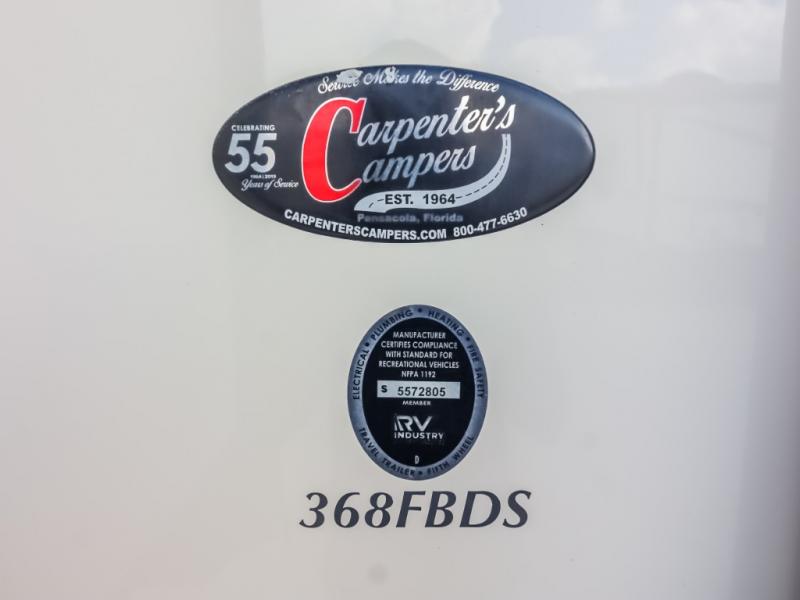 Service Makes the Difference
CELEBRATING
55
1964 | 2019
Years of Service
Carpenter's
Campers
EST. 1964
Pensacola, Florida
CARPENTERSCAMPERS.COM 800-477-6630
ELECTRICAL • PLUMBING • HEATING • FIRE SAFETY
MANUFACTURER
CERTIFIES COMPLIANCE
WITH STANDARD FOR
RECREATIONAL VEHICLES
NFPA 1192
S 5572805
MEMBER
RV
INDUSTRY
D
TRAVEL TRAILER • FIFTH WHEEL
368FBDS